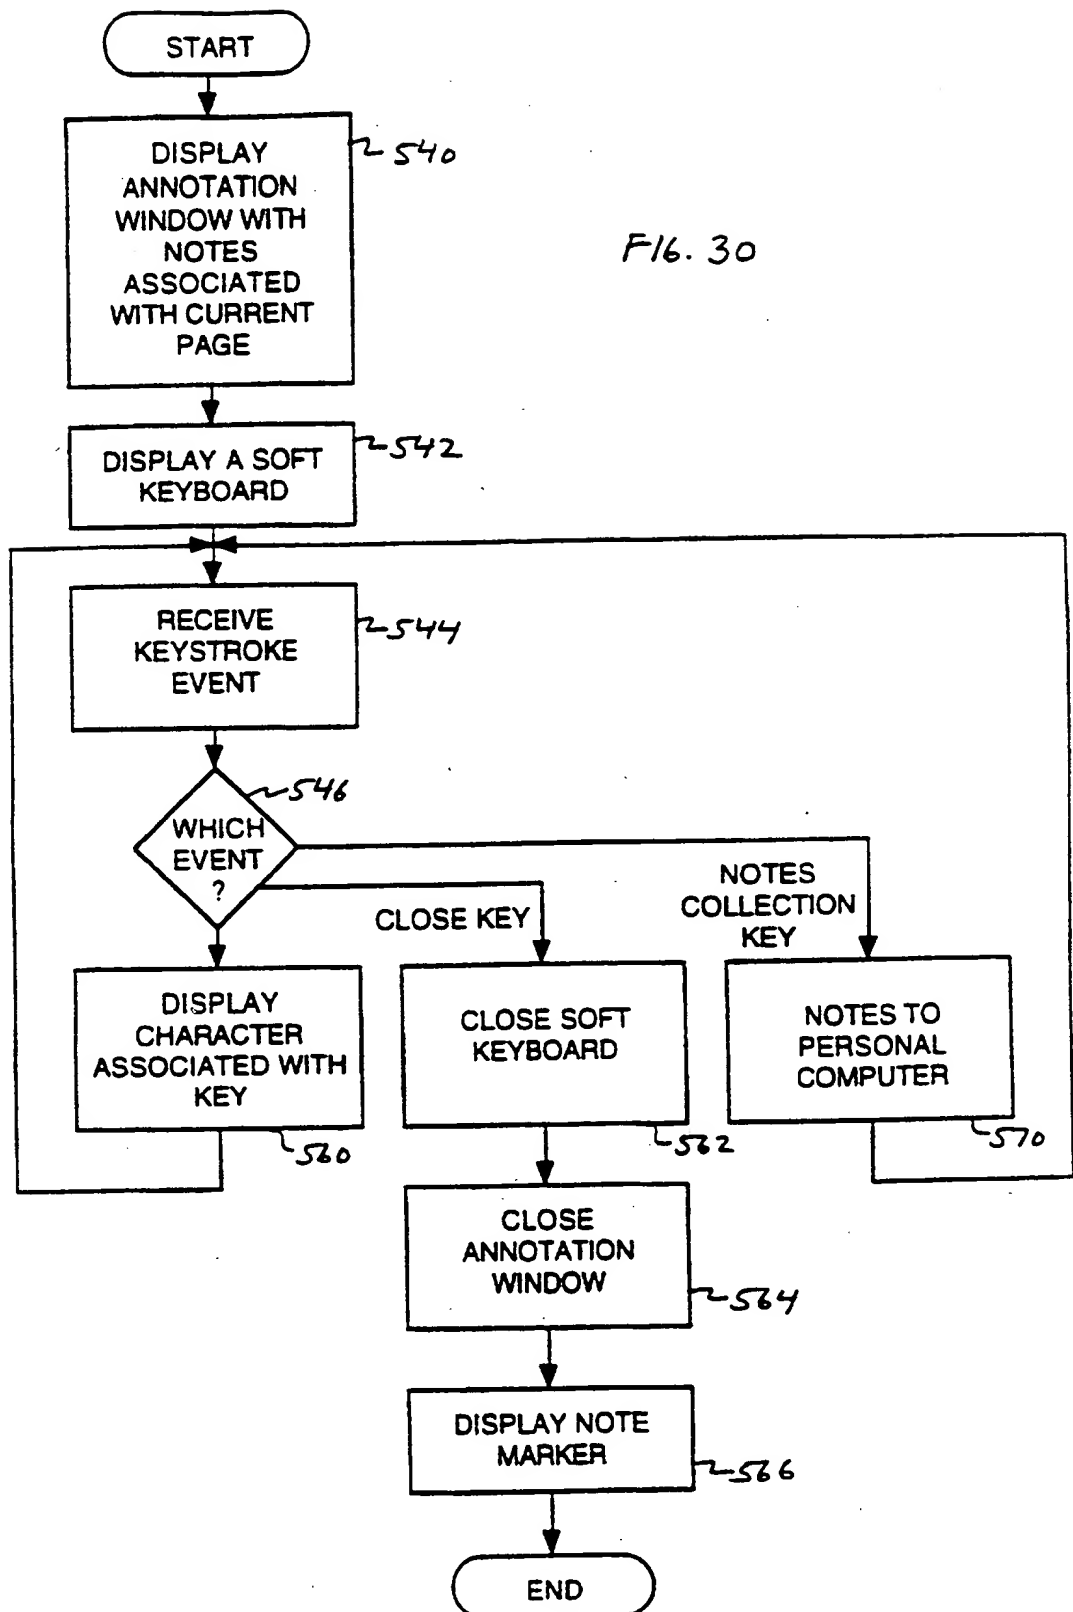 START
DISPLAY
ANNOTATION
WINDOW WITH
NOTES
ASSOCIATED
WITH CURRENT
PAGE
540
FIG. 30
DISPLAY A SOFT
KEYBOARD
542
RECEIVE
KEYSTROKE
EVENT
544
WHICH
EVENT
?
546
CLOSE KEY
NOTES
COLLECTION
KEY
DISPLAY
CHARACTER
ASSOCIATED WITH
KEY
560
CLOSE SOFT
KEYBOARD
562
NOTES TO
PERSONAL
COMPUTER
570
CLOSE
ANNOTATION
WINDOW
564
DISPLAY NOTE
MARKER
566
END